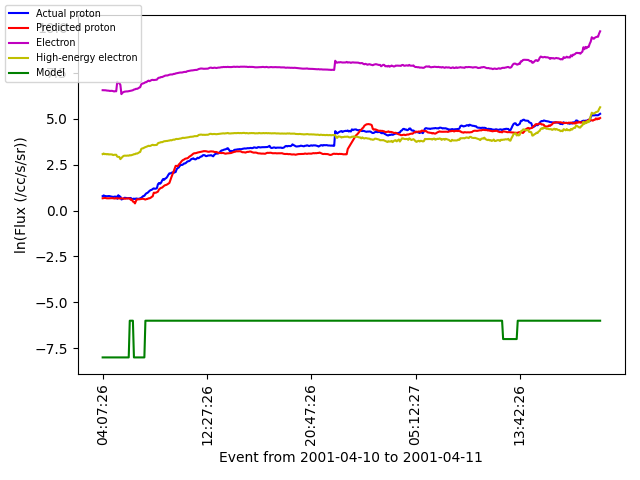 Actual proton
Predicted proton
Electron
High-energy electron
Model
5.0
2.5
0.0
−2.5
−5.0
−7.5
ln(Flux (/cc/s/sr))
04:07:26
12:27:26
20:47:26
05:12:27
13:42:26
Event from 2001-04-10 to 2001-04-11